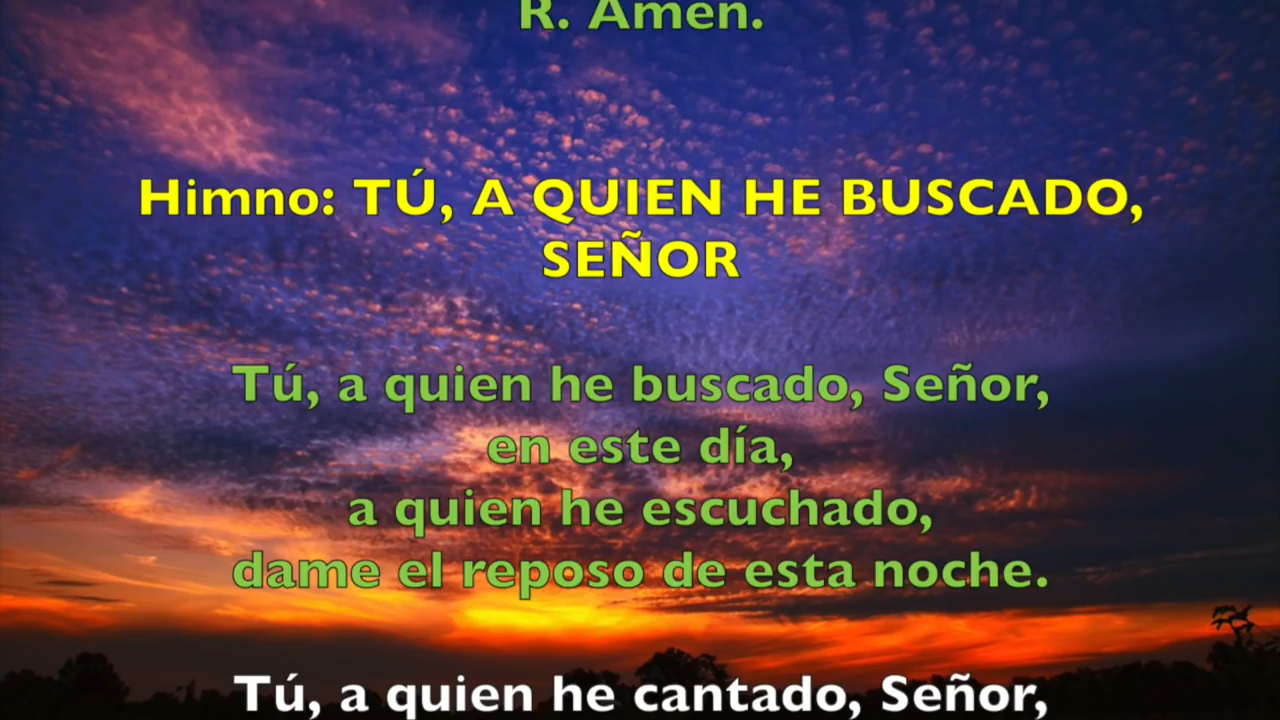 R. Amén.
Himno: TÚ, A QUIEN HE BUSCADO,
SEÑOR
Tú, a quien he buscado, Señor,
en este día,
a quien he escuchado,
dame el reposo de esta noche.
Tú, a quien he cantado, Señor,